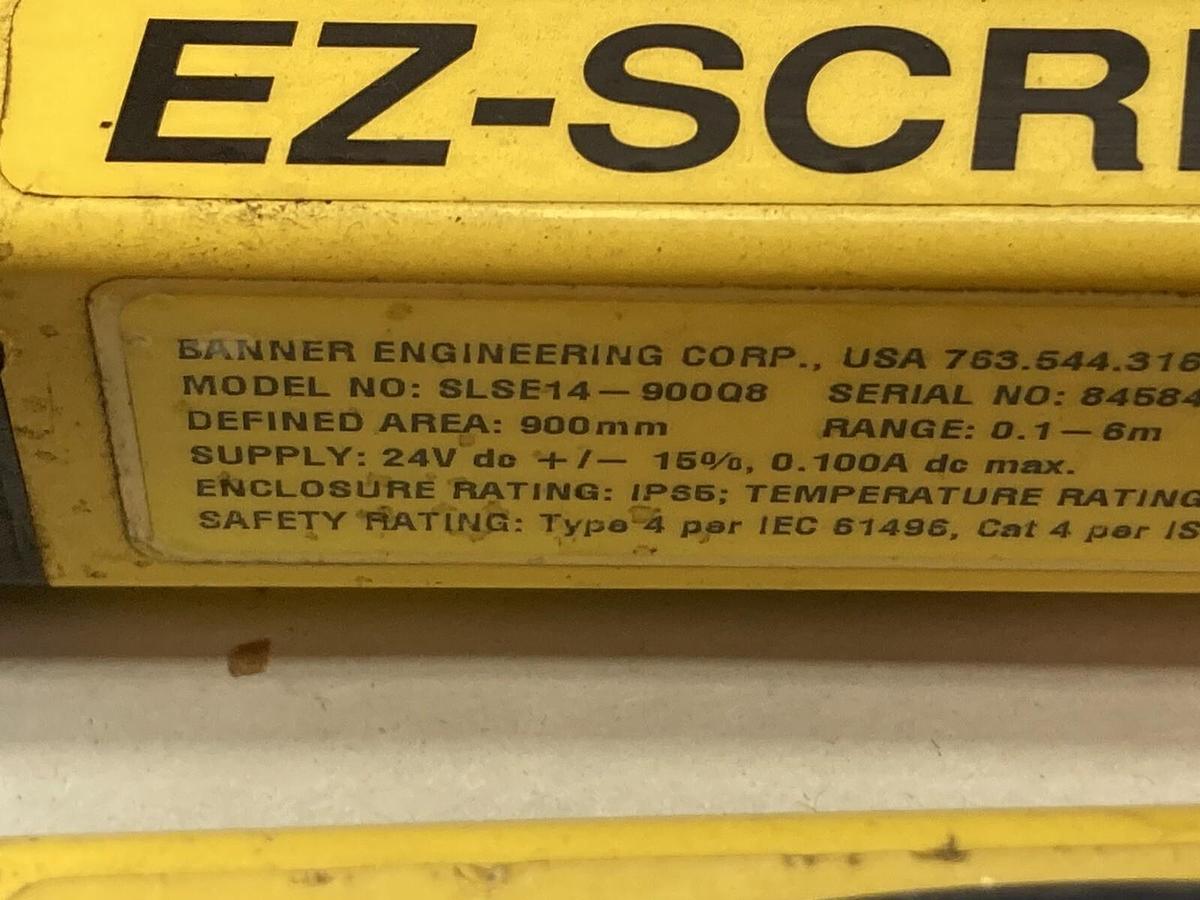 EZ-SCR
BANNER ENGINEERING CORP., USA 763.544.316
MODEL NO: SLSE14-900Q8 SERIAL NO: 84584
DEFINED AREA: 900mm RANGE: 0.1-6m
SUPPLY: 24V dc +/- 15%, 0.100A dc max.
ENCLOSURE RATING: IP65; TEMPERATURE RATING
SAFETY RATING: Type 4 per IEC 61496, Cat 4 per IS